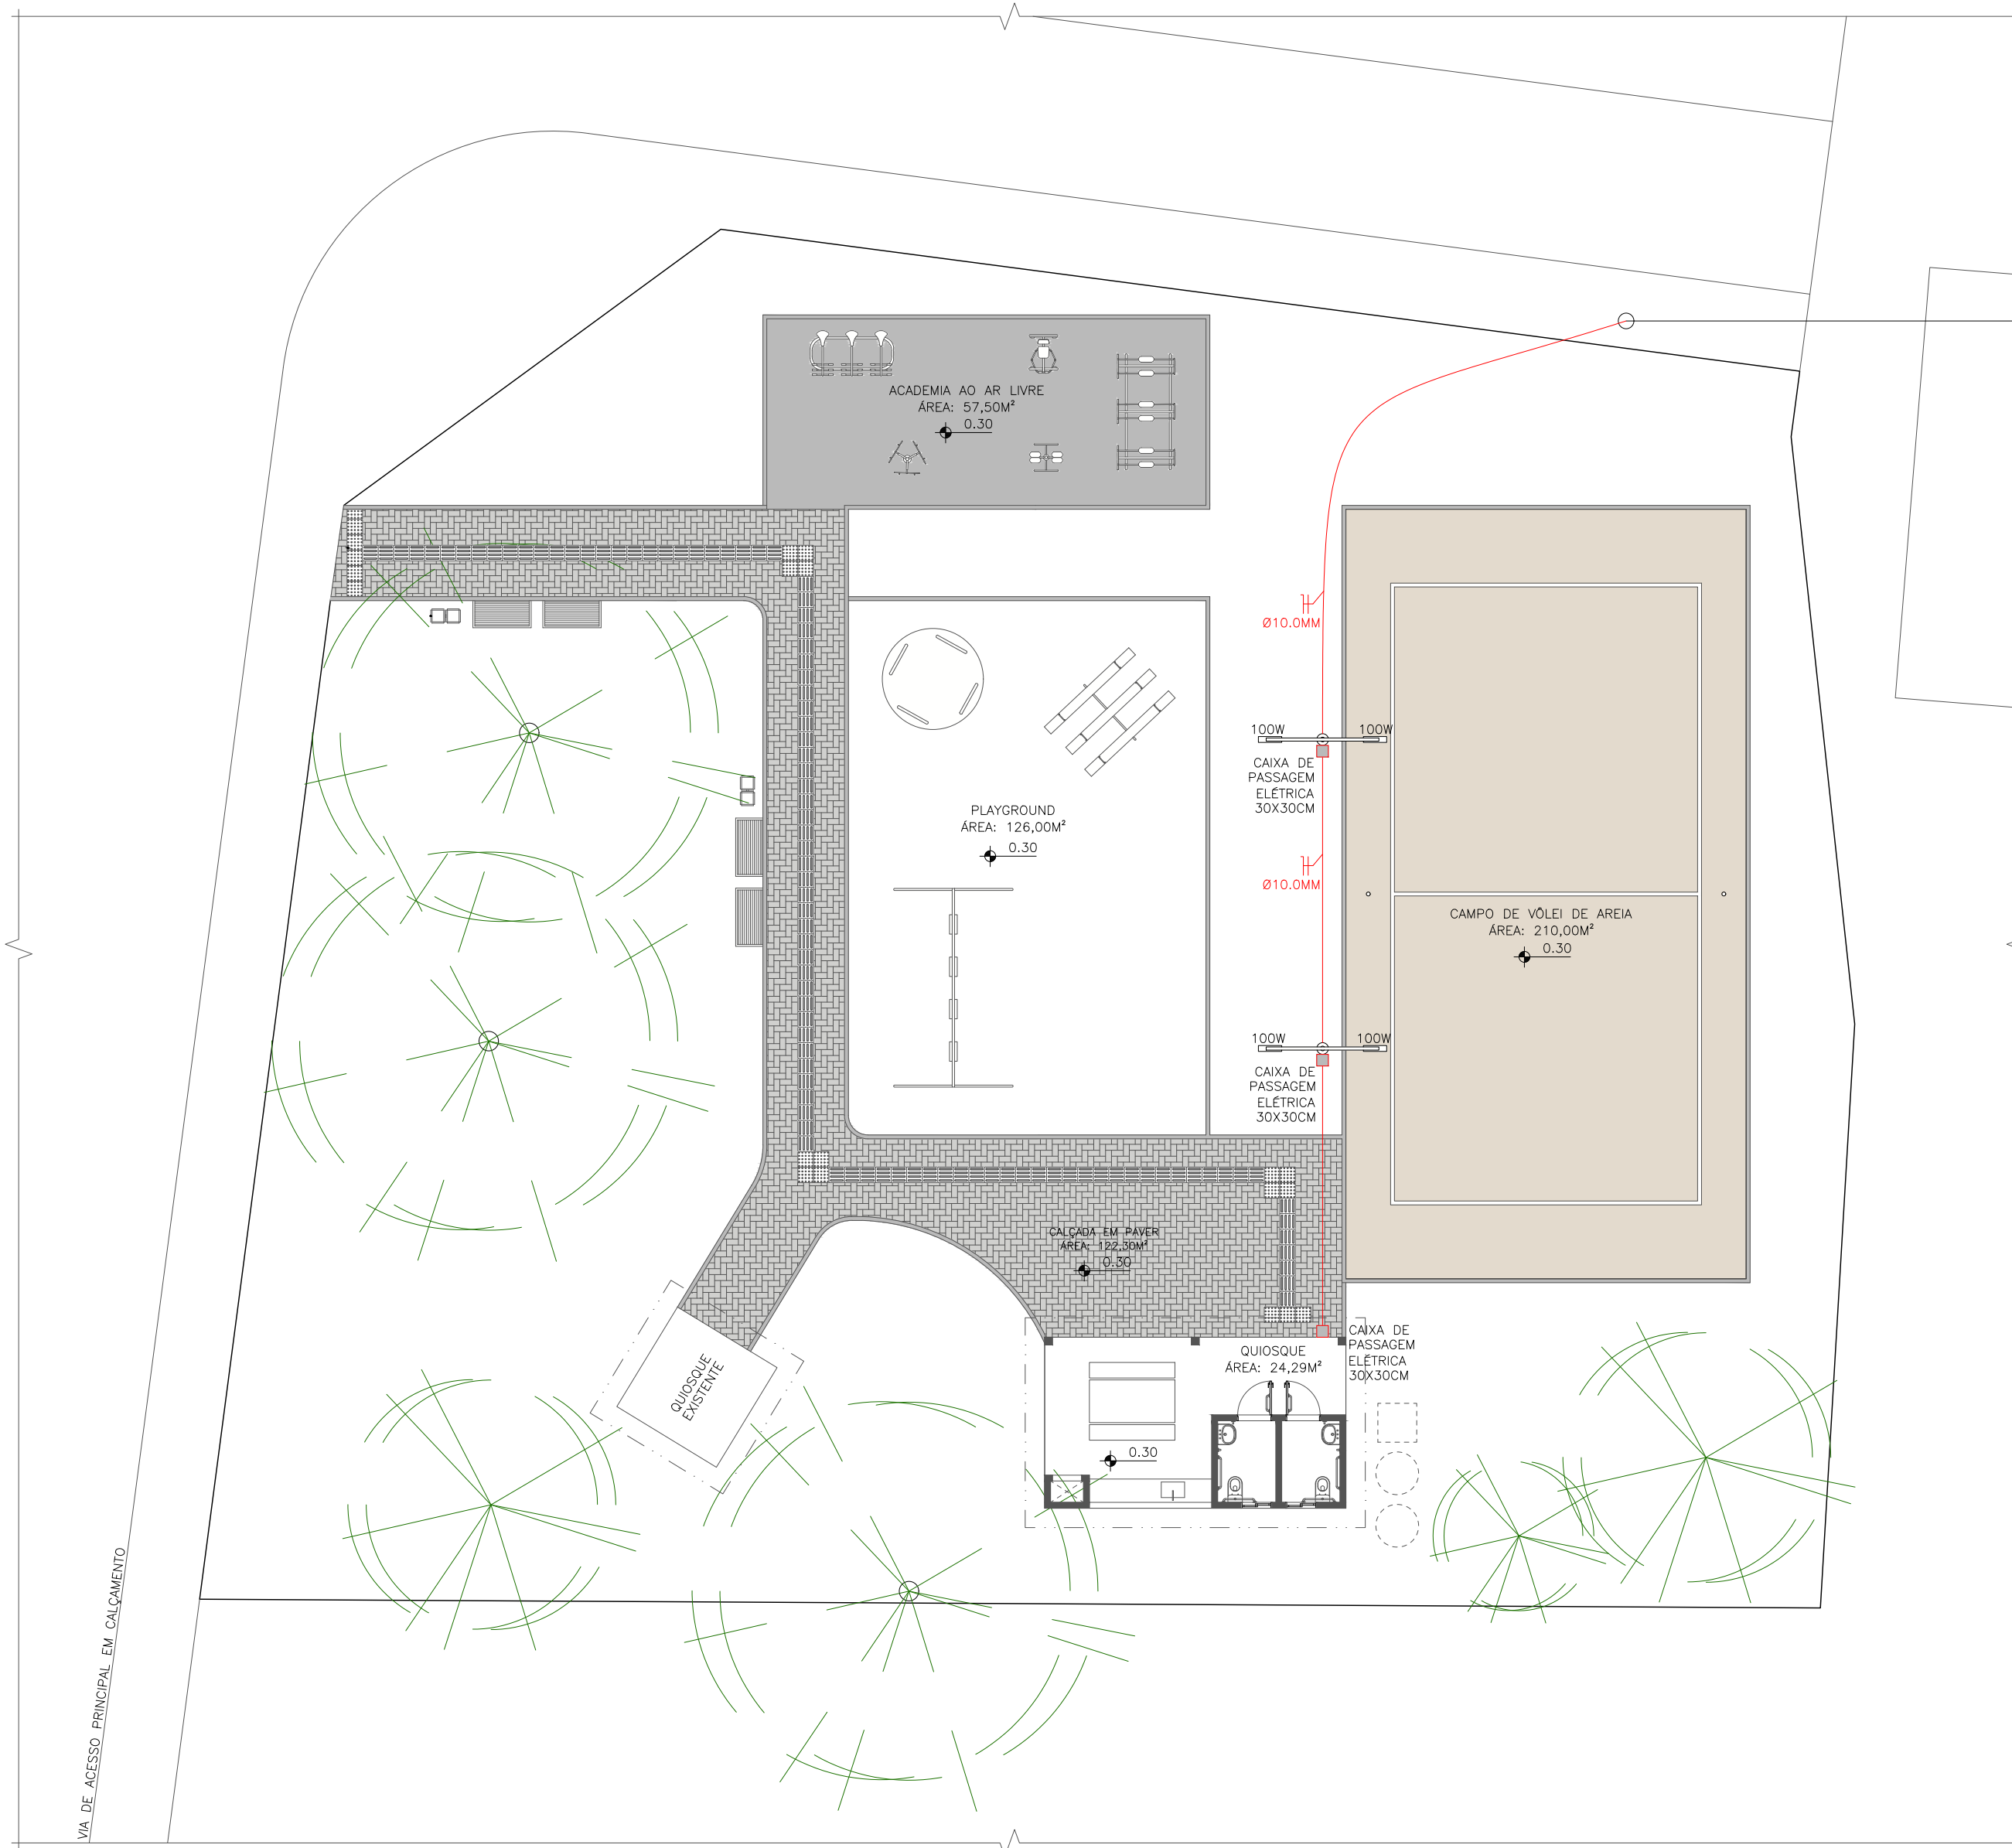 ACADEMIA AO AR LIVRE
ÁREA: 57,50M²
0.30
Ø10.0MM
100W
100W
CAIXA DE
PASSAGEM
ELÉTRICA
30X30CM
PLAYGROUND
ÁREA: 126,00M²
0.30
Ø10.0MM
CAMPO DE VÔLEI DE AREIA
ÁREA: 210,00M²
0.30
100W
100W
CAIXA DE
PASSAGEM
ELÉTRICA
30X30CM
CALÇADA EM PAVER
ÁREA: 122,30M²
0.30
CAIXA DE
PASSAGEM
ELÉTRICA
30X30CM
QUIOSQUE
ÁREA: 24,29M²
0.30
QUIOSQUE
EXISTENTE
VIA DE ACESSO PRINCIPAL EM CALÇAMENTO